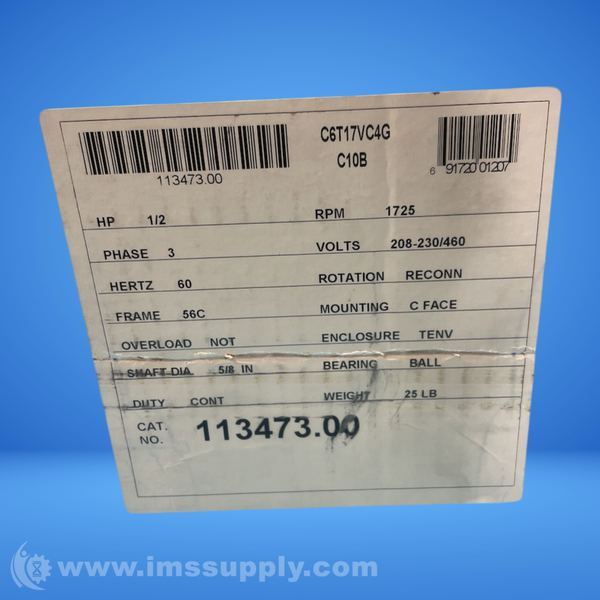 C6T17VC4G
C10B
113473.00
6 91720 01207
HP 1/2 RPM 1725
PHASE 3 VOLTS 208-230/460
HERTZ 60 ROTATION RECONN
FRAME 56C MOUNTING C FACE
OVERLOAD NOT ENCLOSURE TENV
SHAFT DIA. 5/8 IN BEARING BALL
DUTY CONT WEIGHT 25 LB
CAT. NO. 113473.00
www.imssupply.com